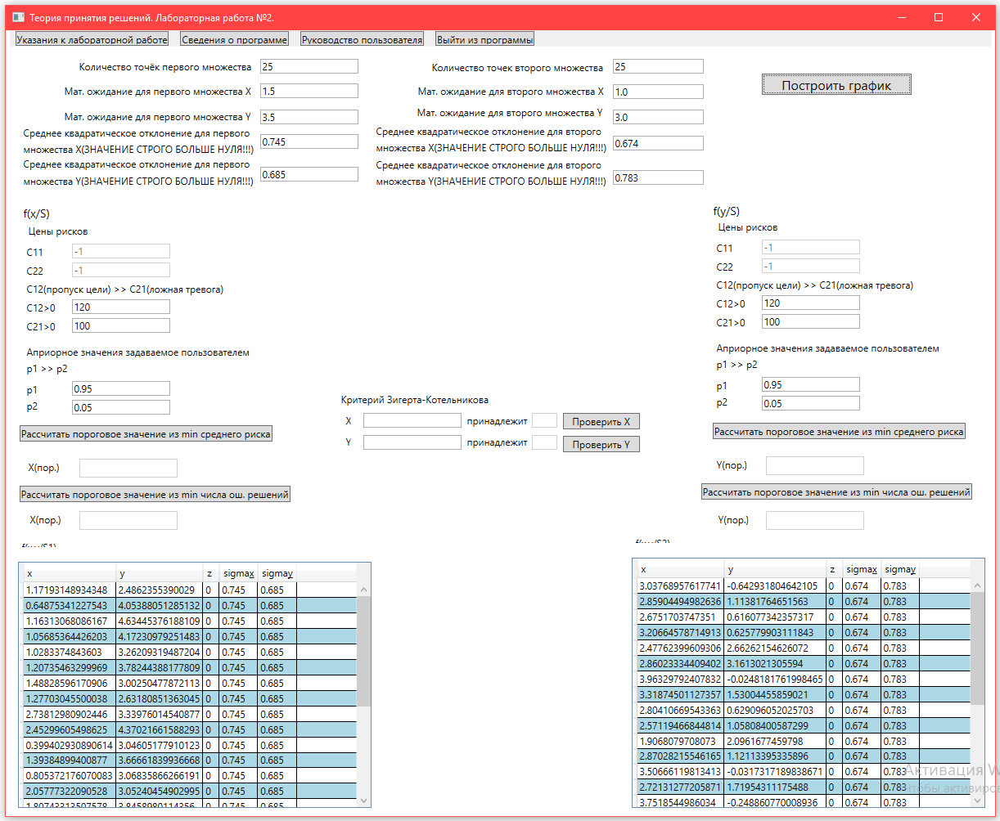 Теория принятия решений. Лабораторная работа №2.
Указания к лабораторной работе Сведения о программе Руководство пользователя Выйти из программы
Количество точёк первого множества 25 Количество точек второго множества 25
Построить график
Мат. ожидание для первого множества X 1.5 Мат. ожидание для второго множества X 1.0
Мат. ожидание для первого множества Y 3.5 Мат. ожидание для второго множества Y 3.0
Среднее квадратическое отклонение для первого
множества X(ЗНАЧЕНИЕ СТРОГО БОЛЬШЕ НУЛЯ!!!) 0.745
Среднее квадратическое отклонение для второго
множества X(ЗНАЧЕНИЕ СТРОГО БОЛЬШЕ НУЛЯ!!!) 0.674
Среднее квадратическое отклонение для первого
множества Y(ЗНАЧЕНИЕ СТРОГО БОЛЬШЕ НУЛЯ!!!) 0.685
Среднее квадратическое отклонение для второго
множества Y(ЗНАЧЕНИЕ СТРОГО БОЛЬШЕ НУЛЯ!!!) 0.783
f(x/S)
Цены рисков
C11 -1
C22 -1
C12(пропуск цели) >> C21(ложная тревога)
C12>0 120
C21>0 100
Априорное значения задаваемое пользователем
p1 >> p2
p1 0.95
p2 0.05
Рассчитать пороговое значение из min среднего риска
X(пор.)
Рассчитать пороговое значение из min числа ош. решений
X(пор.)
Критерий Зигерта-Котельникова
X принадлежит Проверить X
Y принадлежит Проверить Y
f(y/S)
Цены рисков
C11 -1
C22 -1
C12(пропуск цели) >> C21(ложная тревога)
C12>0 120
C21>0 100
Априорное значения задаваемое пользователем
p1 >> p2
p1 0.95
p2 0.05
Рассчитать пороговое значение из min среднего риска
Y(пор.)
Рассчитать пороговое значение из min числа ош. решений
Y(пор.)
x y z sigmax sigmay
1.17193148934348 2.4862355390029 0 0.745 0.685
0.64875341227543 4.05388051285132 0 0.745 0.685
1.16313068086167 4.63445376188109 0 0.745 0.685
1.05685364426203 4.17230979251483 0 0.745 0.685
1.0283374843603 3.26209319487204 0 0.745 0.685
1.20735463299969 3.78244388177809 0 0.745 0.685
1.48828596170906 3.00250477872113 0 0.745 0.685
1.27703045500038 2.63180851363045 0 0.745 0.685
2.73812980902446 3.33976014540877 0 0.745 0.685
2.45299605498625 4.37021661588293 0 0.745 0.685
0.399402930890614 3.04605177910123 0 0.745 0.685
1.39384899400877 3.66661839936668 0 0.745 0.685
0.805372176070083 3.06835866266191 0 0.745 0.685
2.05777322090528 3.05240454902995 0 0.745 0.685
x y z sigmax sigmay
3.03768957617741 -0.642931804642105 0 0.674 0.783
2.85904494982636 1.11381764651563 0 0.674 0.783
2.6751703747351 0.616077342357317 0 0.674 0.783
3.20664578714913 0.625779903111843 0 0.674 0.783
2.47762399609306 2.66262154626072 0 0.674 0.783
2.86023334409402 3.1613021305594 0 0.674 0.783
3.96329792407832 -0.0248181761998465 0 0.674 0.783
3.31874501127357 1.53004455859021 0 0.674 0.783
2.80410669543363 0.629096052025703 0 0.674 0.783
2.57119466844814 1.05808400587299 0 0.674 0.783
1.9068079708073 2.0961677459798 0 0.674 0.783
2.87028215546165 1.12113395335896 0 0.674 0.783
3.50666119813413 -0.0317317189838671 0 0.674 0.783
2.72131277205871 1.71954311175488 0 0.674 0.783
3.7518544986034 -0.248860770008936 0 0.674 0.783
Активация W